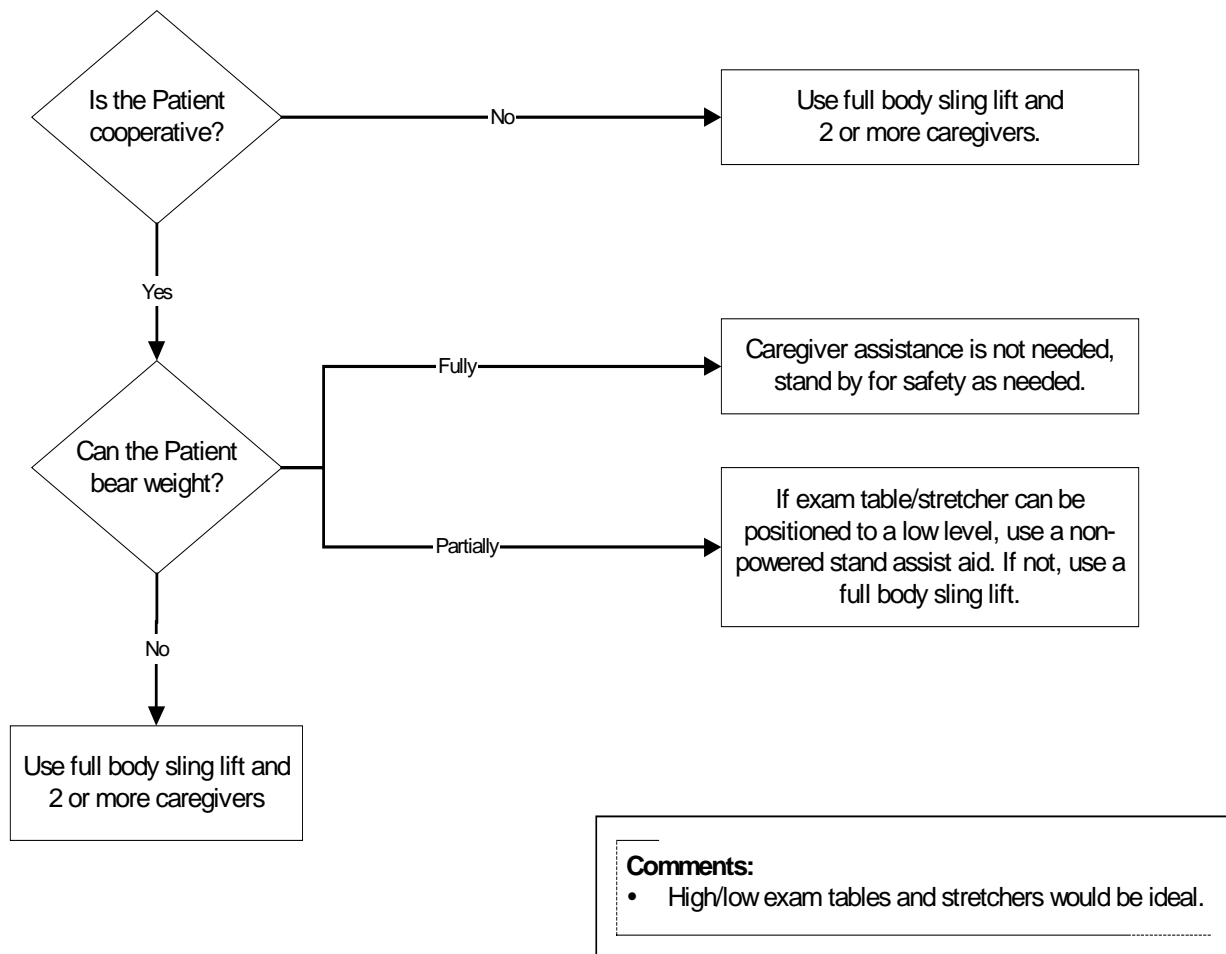 Is the Patient
cooperative?
No
Use full body sling lift and
2 or more caregivers.
Yes
Can the Patient
bear weight?
Fully
Caregiver assistance is not needed,
stand by for safety as needed.
Partially
If exam table/stretcher can be
positioned to a low level, use a non-
powered stand assist aid. If not, use a
full body sling lift.
No
Use full body sling lift and
2 or more caregivers
Comments:
• High/low exam tables and stretchers would be ideal.